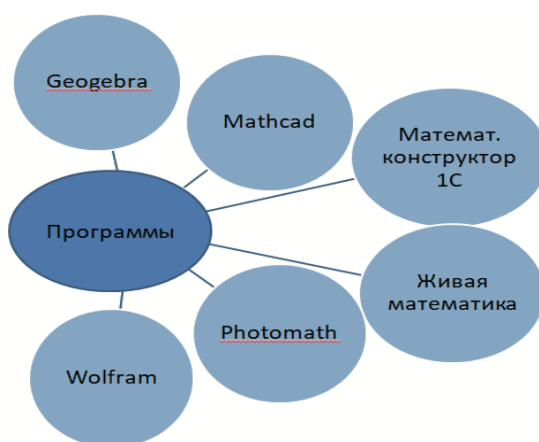 Geogebra
Mathcad
Математ.
конструктор
1С
Программы
Живая
математика
Photomath
Wolfram